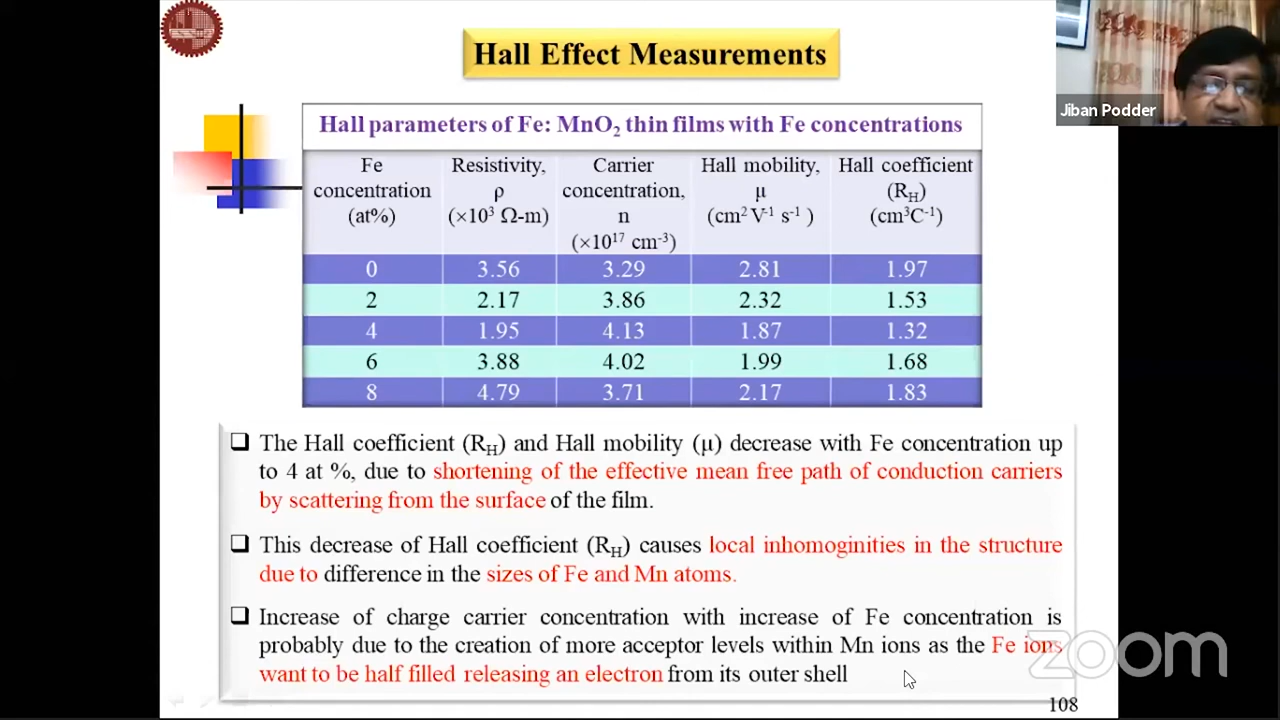 Hall Effect Measurements
Jiban Podder
Hall parameters of Fe: MnO₂ thin films with Fe concentrations
Fe concentration (at%) Resistivity, ρ (×10³ Ω-m) Carrier concentration, n (×10¹⁷ cm⁻³) Hall mobility, μ (cm² V⁻¹ s⁻¹ ) Hall coefficient (R_H) (cm³C⁻¹)
0 3.56 3.29 2.81 1.97
2 2.17 3.86 2.32 1.53
4 1.95 4.13 1.87 1.32
6 3.88 4.02 1.99 1.68
8 4.79 3.71 2.17 1.83
❑ The Hall coefficient (R_H) and Hall mobility (μ) decrease with Fe concentration up
to 4 at %, due to shortening of the effective mean free path of conduction carriers
by scattering from the surface of the film.
❑ This decrease of Hall coefficient (R_H) causes local inhomoginities in the structure
due to difference in the sizes of Fe and Mn atoms.
❑ Increase of charge carrier concentration with increase of Fe concentration is
probably due to the creation of more acceptor levels within Mn ions as the Fe ions
want to be half filled releasing an electron from its outer shell
zoom
108